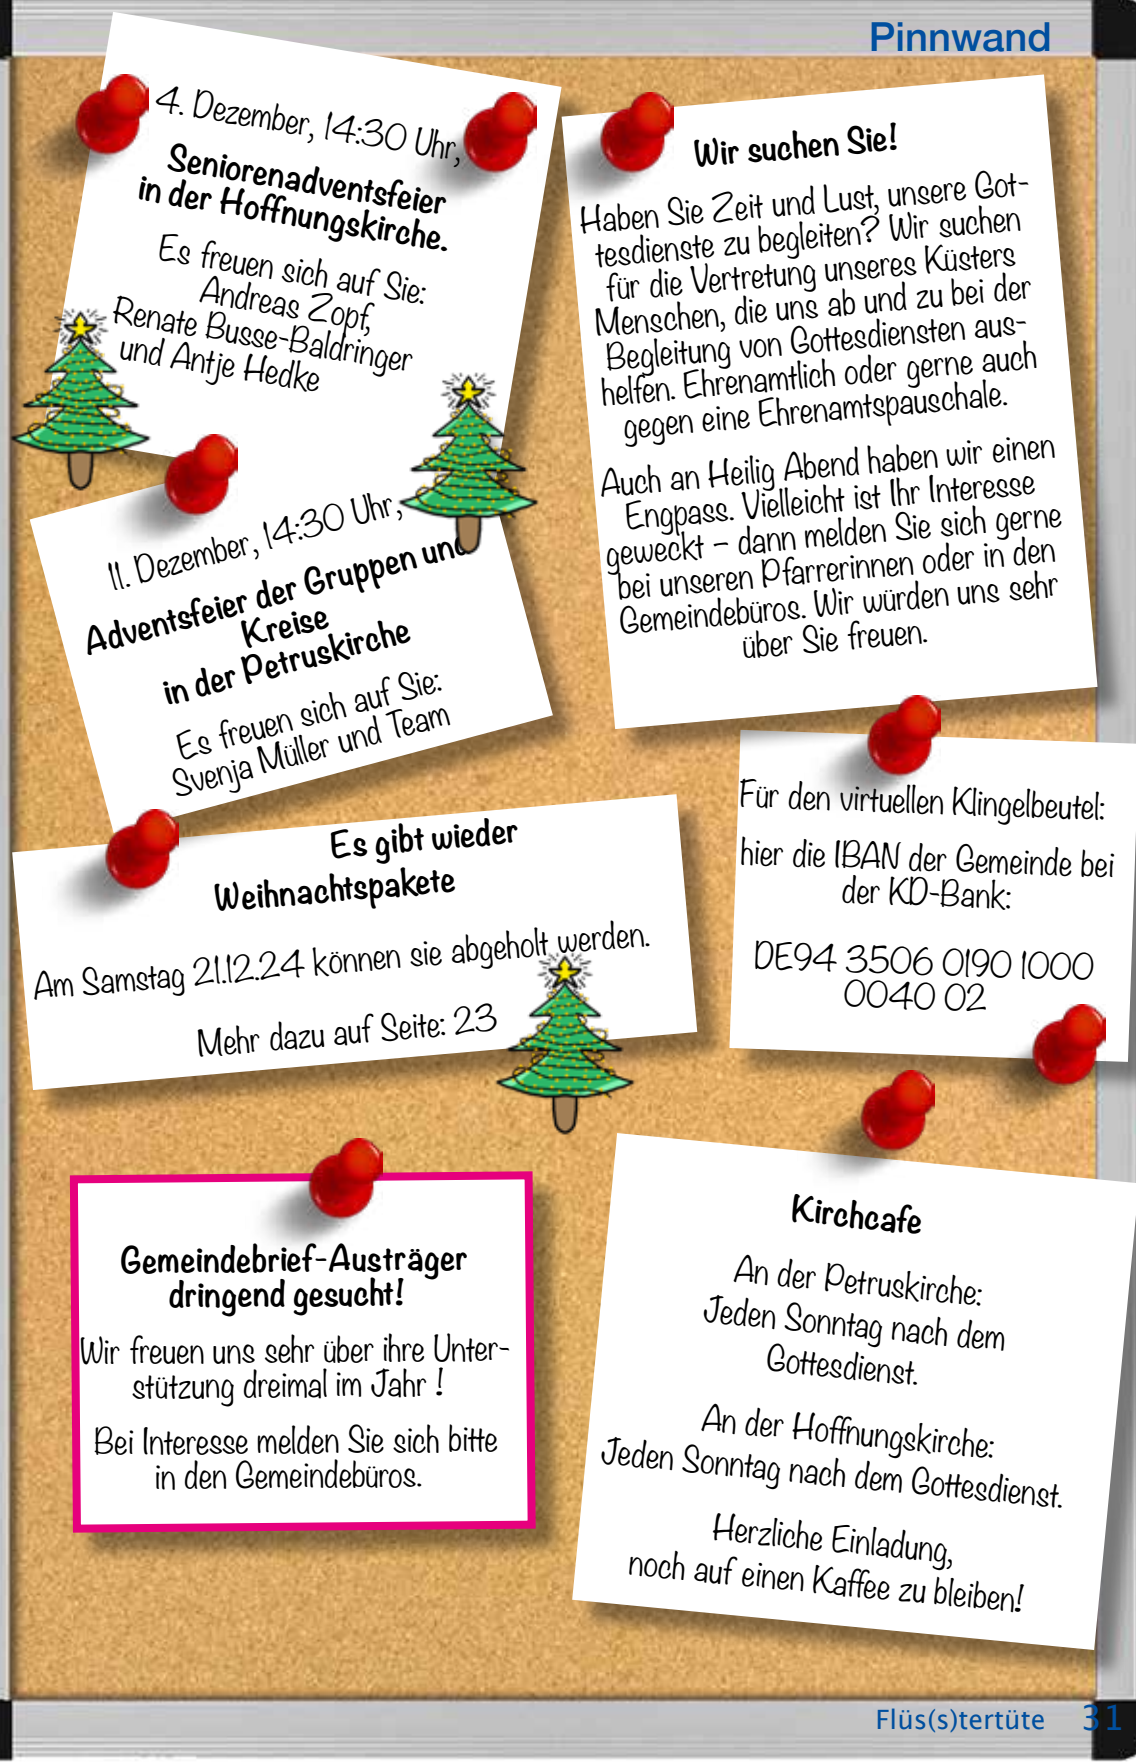 Pinnwand
4. Dezember, 14:30 Uhr,
Seniorenadventsfeier
in der Hoffnungskirche.
Es freuen sich auf Sie:
Andreas Zopf,
Renate Busse-Baldringer
und Antje Hedke
Wir suchen Sie!
Haben Sie Zeit und Lust, unsere Got-
tesdienste zu begleiten? Wir suchen
für die Vertretung unseres Küsters
Menschen, die uns ab und zu bei der
Begleitung von Gottesdiensten aus-
helfen. Ehrenamtlich oder gerne auch
gegen eine Ehrenamtspauschale.
Auch an Heilig Abend haben wir einen
Engpass. Vielleicht ist Ihr Interesse
geweckt – dann melden Sie sich gerne
bei unseren Pfarrerinnen oder in den
Gemeindebüros. Wir würden uns sehr
über Sie freuen.
11. Dezember, 14:30 Uhr,
Adventsfeier der Gruppen und
Kreise
in der Petruskirche
Es freuen sich auf Sie:
Svenja Müller und Team
Für den virtuellen Klingelbeutel:
hier die IBAN der Gemeinde bei
der KD-Bank:
DE94 3506 0190 1000
0040 02
Es gibt wieder
Weihnachtspakete
Am Samstag 21.12.24 können sie abgeholt werden.
Mehr dazu auf Seite: 23
Gemeindebrief-Austräger
dringend gesucht!
Wir freuen uns sehr über ihre Unter-
stützung dreimal im Jahr !
Bei Interesse melden Sie sich bitte
in den Gemeindebüros.
Kirchcafe
An der Petruskirche:
Jeden Sonntag nach dem
Gottesdienst.
An der Hoffnungskirche:
Jeden Sonntag nach dem Gottesdienst.
Herzliche Einladung,
noch auf einen Kaffee zu bleiben!
Flüs(s)tertüte 31